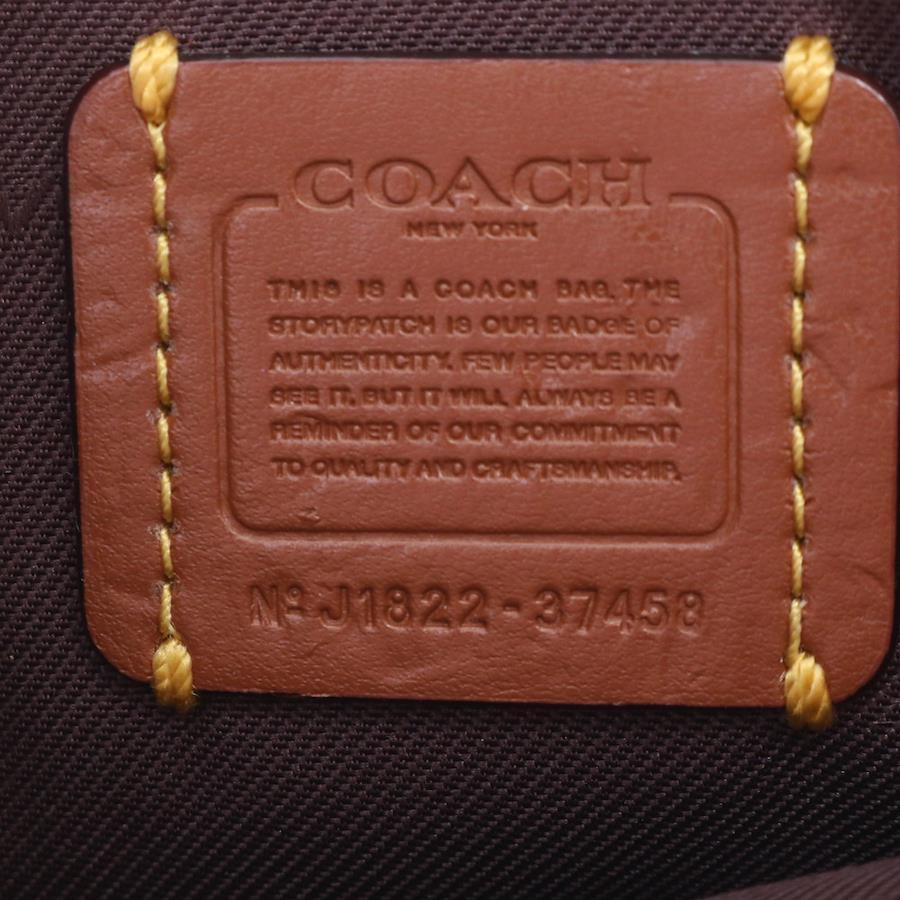 COACH
NEW YORK
THIS IS A COACH BAG. THE
STORYPATCH IS OUR BADGE OF
AUTHENTICITY. FEW PEOPLE MAY
SEE IT, BUT IT WILL ALWAYS BE A
REMINDER OF OUR COMMITMENT
TO QUALITY AND CRAFTSMANSHIP.
Nº J1822-37458